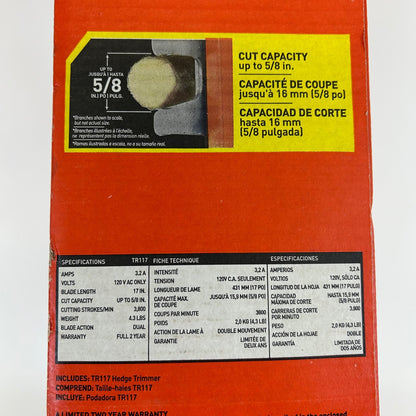 UP TO
JUSQU'À / HASTA
5/8
IN. | PO | PULG.
*Branches shown to scale,
but not actual size.
*Branches illustrées à l'échelle,
ne représentent pas la dimension réelle.
*Ramas ilustradas a escala, no a su tamaño real.
CUT CAPACITY
up to 5/8 in.
CAPACITÉ DE COUPE
jusqu'à 16 mm (5/8 po)
CAPACIDAD DE CORTE
hasta 16 mm
(5/8 pulgada)
SPECIFICATIONS TR117
AMPS 3.2 A
VOLTS 120 V AC ONLY
BLADE LENGTH 17 IN.
CUT CAPACITY UP TO 5/8 IN.
CUTTING STROKES/MIN 3,800
WEIGHT 4.3 LBS
BLADE ACTION DUAL
WARRANTY FULL 2 YEAR
FICHE TECHNIQUE
INTENSITÉ 3,2 A
TENSION 120V C.A. SEULEMENT
LONGUEUR DE LAME 431 MM (17 PO)
CAPACITÉ MAX.
DE COUPE JUSQU'À 15,9 MM (5/8 PO)
COUPS PAR MINUTE 3800
POIDS 2,0 KG (4,3 LB)
ACTION DE LA LAME À DOUBLE MOUVEMENT
GARANTIE LIMITÉE DE
DEUX ANS
ESPECIFICACIONES
AMPERIOS 3,2 A
VOLTIOS 120V, SÓLO CA
LONGITUD DE LA HOJA 431 MM (17 PO)
CAPACIDAD HASTA 15,9 MM
MÁXIMA DE CORTE (5/8 PO)
CARRERAS DE CORTE 3,800
POR MINUTO
PESO 2,0 KG (4,3 LB)
ACCIÓN DE LA HOJAE DOBLE
GARANTÍA LIMITADA DE
DOS AÑOS
INCLUDES: TR117 Hedge Trimmer
COMPREND: Taille-haies TR117
INCLUYE: Podadora TR117
A LIMITED TWO YEAR WARRANTY